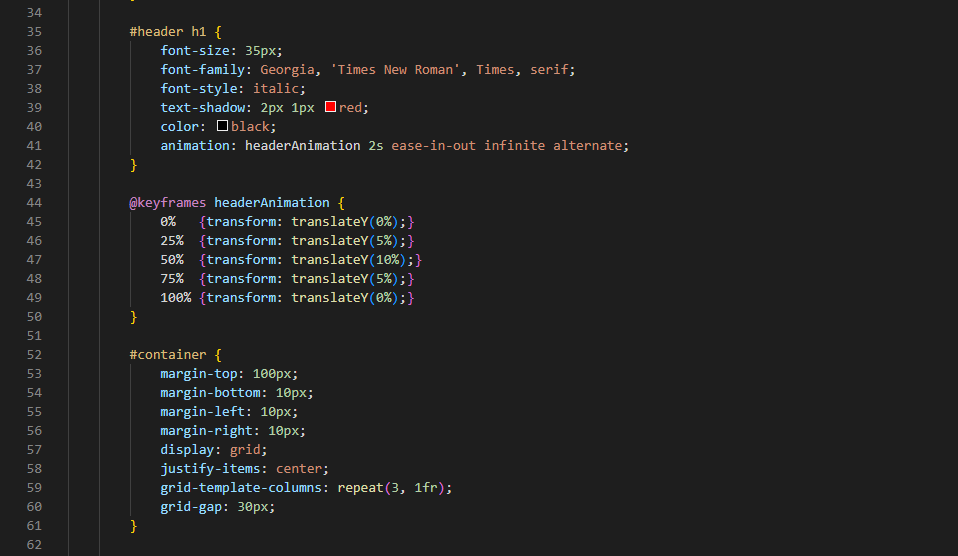 34
35 #header h1 {
36 font-size: 35px;
37 font-family: Georgia, 'Times New Roman', Times, serif;
38 font-style: italic;
39 text-shadow: 2px 1px red;
40 color: black;
41 animation: headerAnimation 2s ease-in-out infinite alternate;
42 }
43
44 @keyframes headerAnimation {
45 0% {transform: translateY(0%);}
46 25% {transform: translateY(5%);}
47 50% {transform: translateY(10%);}
48 75% {transform: translateY(5%);}
49 100% {transform: translateY(0%);}
50 }
51
52 #container {
53 margin-top: 100px;
54 margin-bottom: 10px;
55 margin-left: 10px;
56 margin-right: 10px;
57 display: grid;
58 justify-items: center;
59 grid-template-columns: repeat(3, 1fr);
60 grid-gap: 30px;
61 }
62